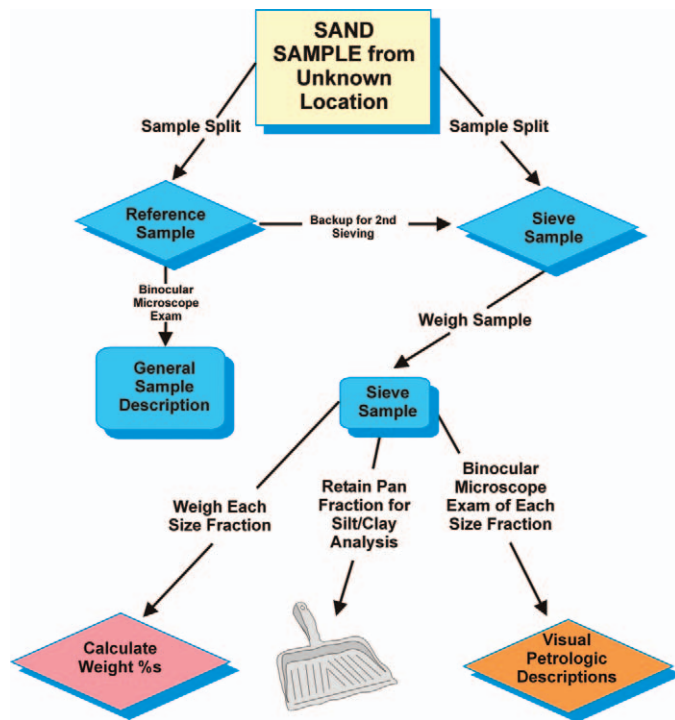 SAND
SAMPLE from
Unknown
Location
Sample Split
Sample Split
Reference
Sample
Backup for 2nd
Sieving
Sieve
Sample
Binocular
Microscope
Exam
Weigh Sample
General
Sample
Description
Sieve
Sample
Weigh Each
Size Fraction
Retain Pan
Fraction for
Silt/Clay
Analysis
Binocular
Microscope
Exam of Each
Size Fraction
Calculate
Weight %s
Visual
Petrologic
Descriptions